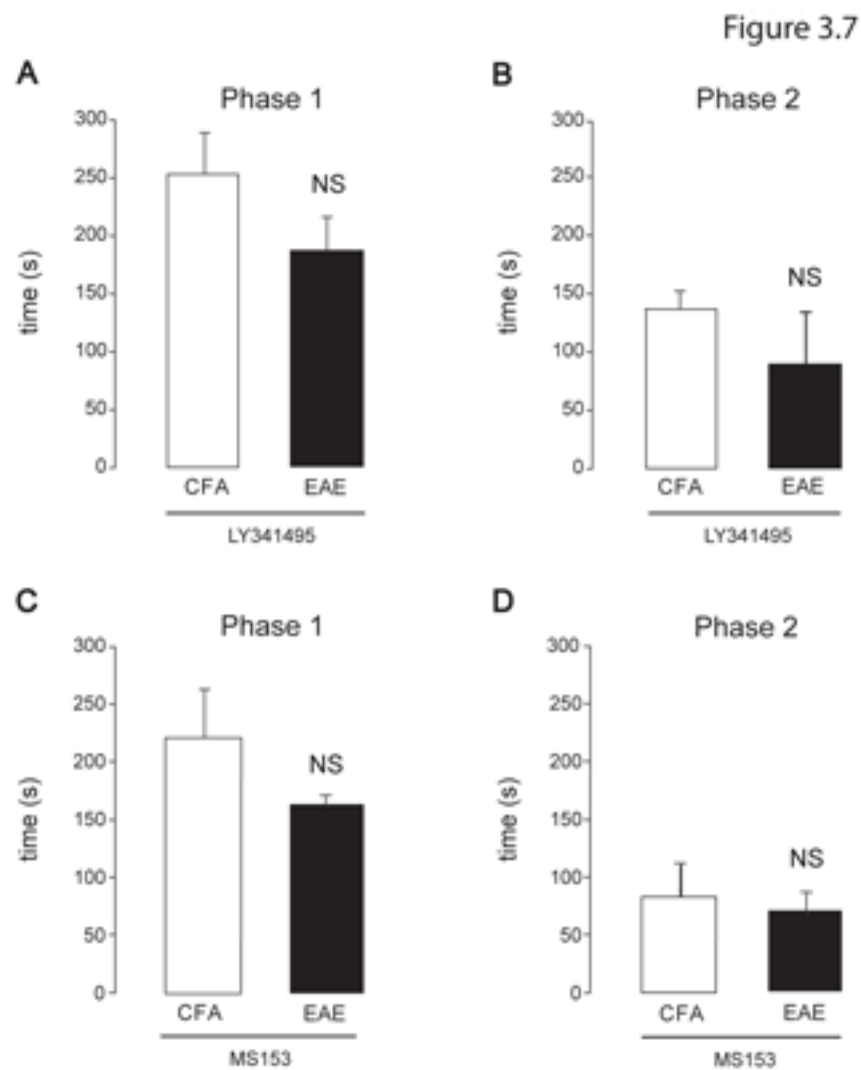 Figure 3.7
A
Phase 1
300
250
200
150
100
50
0
time (s)
NS
CFA EAE
LY341495
B
Phase 2
300
250
200
150
100
50
0
time (s)
NS
CFA EAE
LY341495
C
Phase 1
300
250
200
150
100
50
0
time (s)
NS
CFA EAE
MS153
D
Phase 2
300
250
200
150
100
50
0
time (s)
NS
CFA EAE
MS153